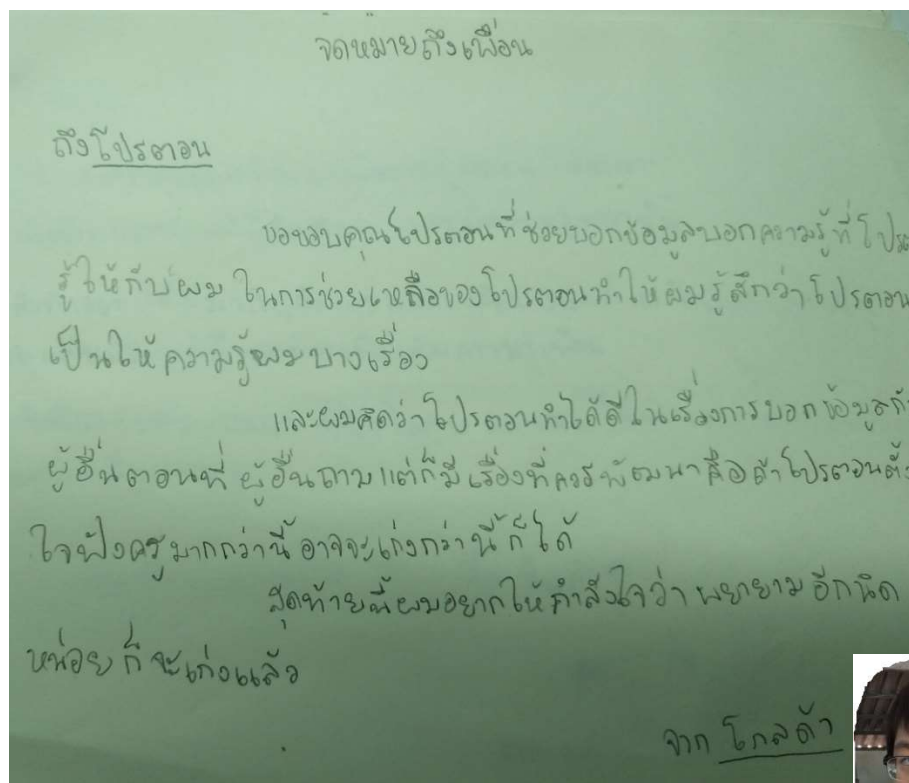 จดหมายถึงเพื่อน
ถึงโปรตอน
ขอขอบคุณโปรตอนที่ช่วยบอกข้อมูลบอกความรู้ที่โปรต
รู้ให้กับผม ในการช่วยเหลือของโปรตอนทำให้ผมรู้สึกว่าโปรตอน
เป็นให้ความรู้ผมบางเรื่อง
และผมคิดว่าโปรตอนทำได้ดีในเรื่องการบอกข้อมูลกั
ผู้อื่นตอนที่ผู้อื่นถามแต่ก็มีเรื่องที่ควรพัฒนาคือถ้าโปรตอนตั้ง
ใจฟังครูมากกว่านี้อาจจะเก่งกว่านี้ก็ได้
สุดท้ายนี้ผมอยากให้กำลังใจว่า พยายามอีกนิด
หน่อยก็จะเก่งแล้ว
จาก โกลด้า